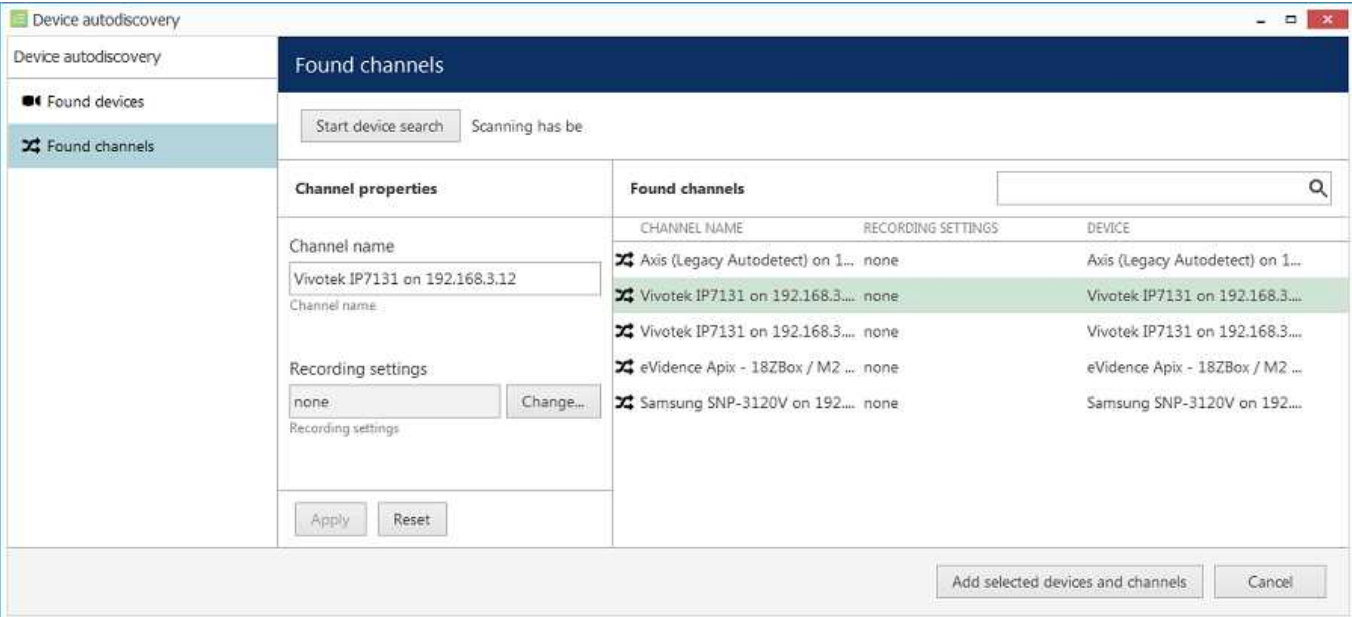 Device autodiscovery
Device autodiscovery
Found devices
Found channels
Found channels
Start device search Scanning has be
Channel properties
Channel name
Vivotek IP7131 on 192.168.3.12
Channel name
Recording settings
none Change...
Recording settings
Apply Reset
Found channels
CHANNEL NAME RECORDING SETTINGS DEVICE
Axis (Legacy Autodetect) on 1... none Axis (Legacy Autodetect) on 1...
Vivotek IP7131 on 192.168.3.... none Vivotek IP7131 on 192.168.3....
Vivotek IP7131 on 192.168.3.... none Vivotek IP7131 on 192.168.3....
eVidence Apix - 18ZBox / M2 ... none eVidence Apix - 18ZBox / M2 ...
Samsung SNP-3120V on 192.... none Samsung SNP-3120V on 192....
Add selected devices and channels Cancel